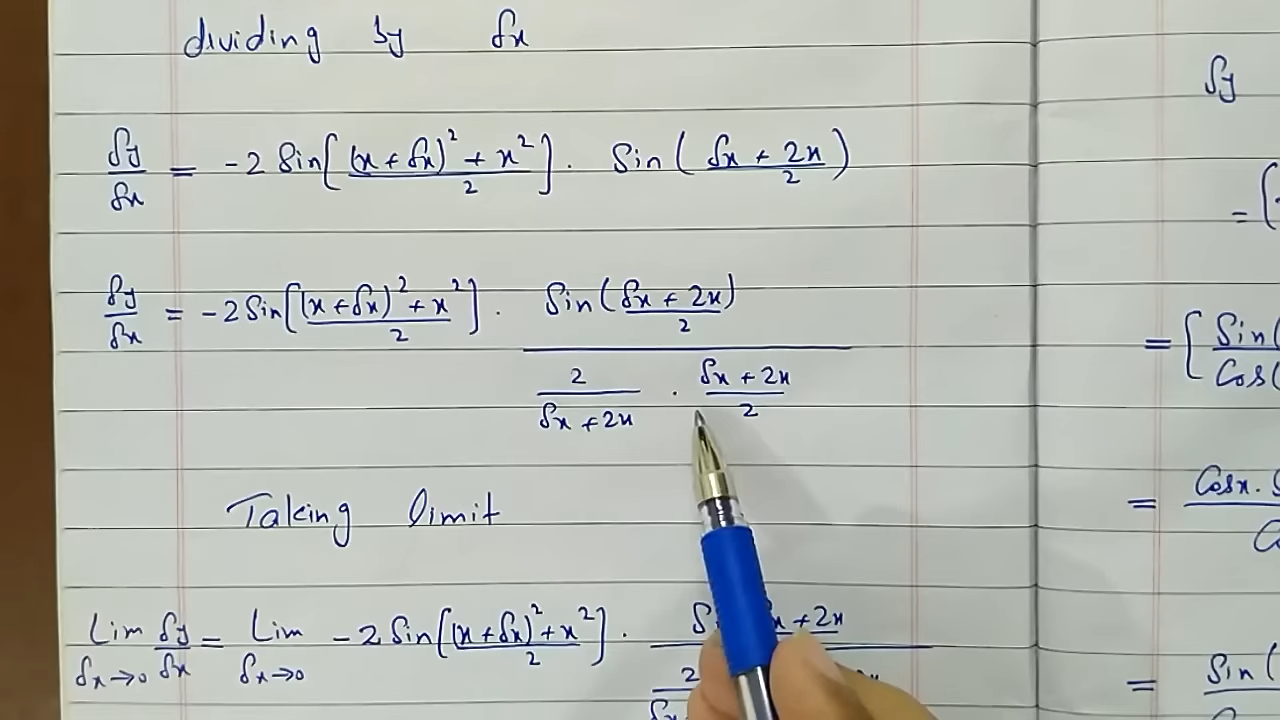 dividing by δx
δy/δx = -2 Sin[((x + δx)² + x²)/2] . Sin((δx + 2x)/2)
δy/δx = -2 Sin[((x + δx)² + x²)/2] . Sin((δx + 2x)/2) / (2/(δx + 2x) . (δx + 2x)/2)
Taking limit
Lim δx→0 δy/δx = Lim δx→0 -2 Sin[((x + δx)² + x²)/2] .
+ 2x
2
δy
=
= { Sin(
Cos(
= Cosx .
= Sin(